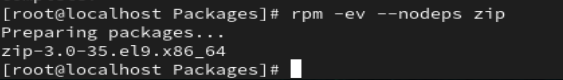 [root@localhost Packages]# rpm -ev --nodeps zip
Preparing packages...
zip-3.0-35.el9.x86_64
[root@localhost Packages]#